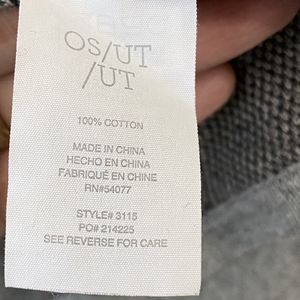 OS/UT
/UT
100% COTTON
MADE IN CHINA
HECHO EN CHINA
FABRIQUÉ EN CHINE
RN#54077
STYLE# 3115
PO# 214225
SEE REVERSE FOR CARE